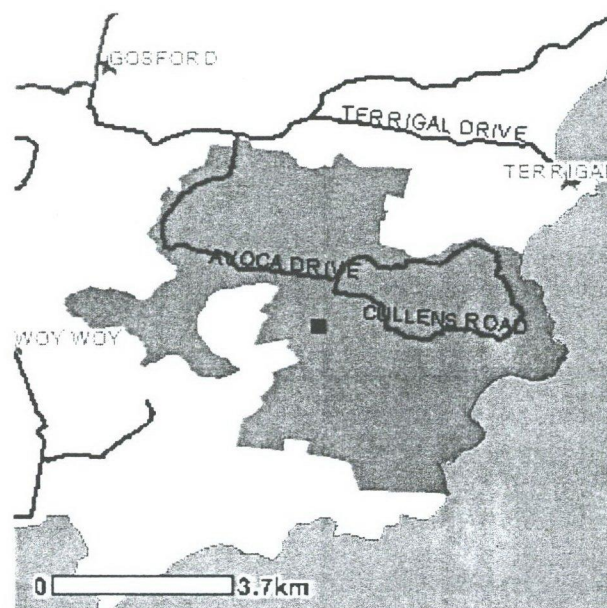 GOSFORD
TERRIGAL DRIVE
TERRIGAL
AVOCA DRIVE
CULLENS ROAD
WOY WOY
0 3.7km